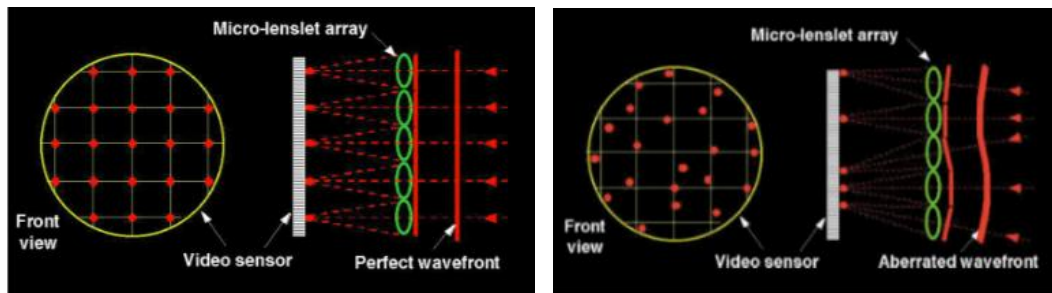 Micro-lenslet array
Front
view
Video sensor
Perfect wavefront
Micro-lenslet
array
Front
view
Video sensor
Aberrated wavefront